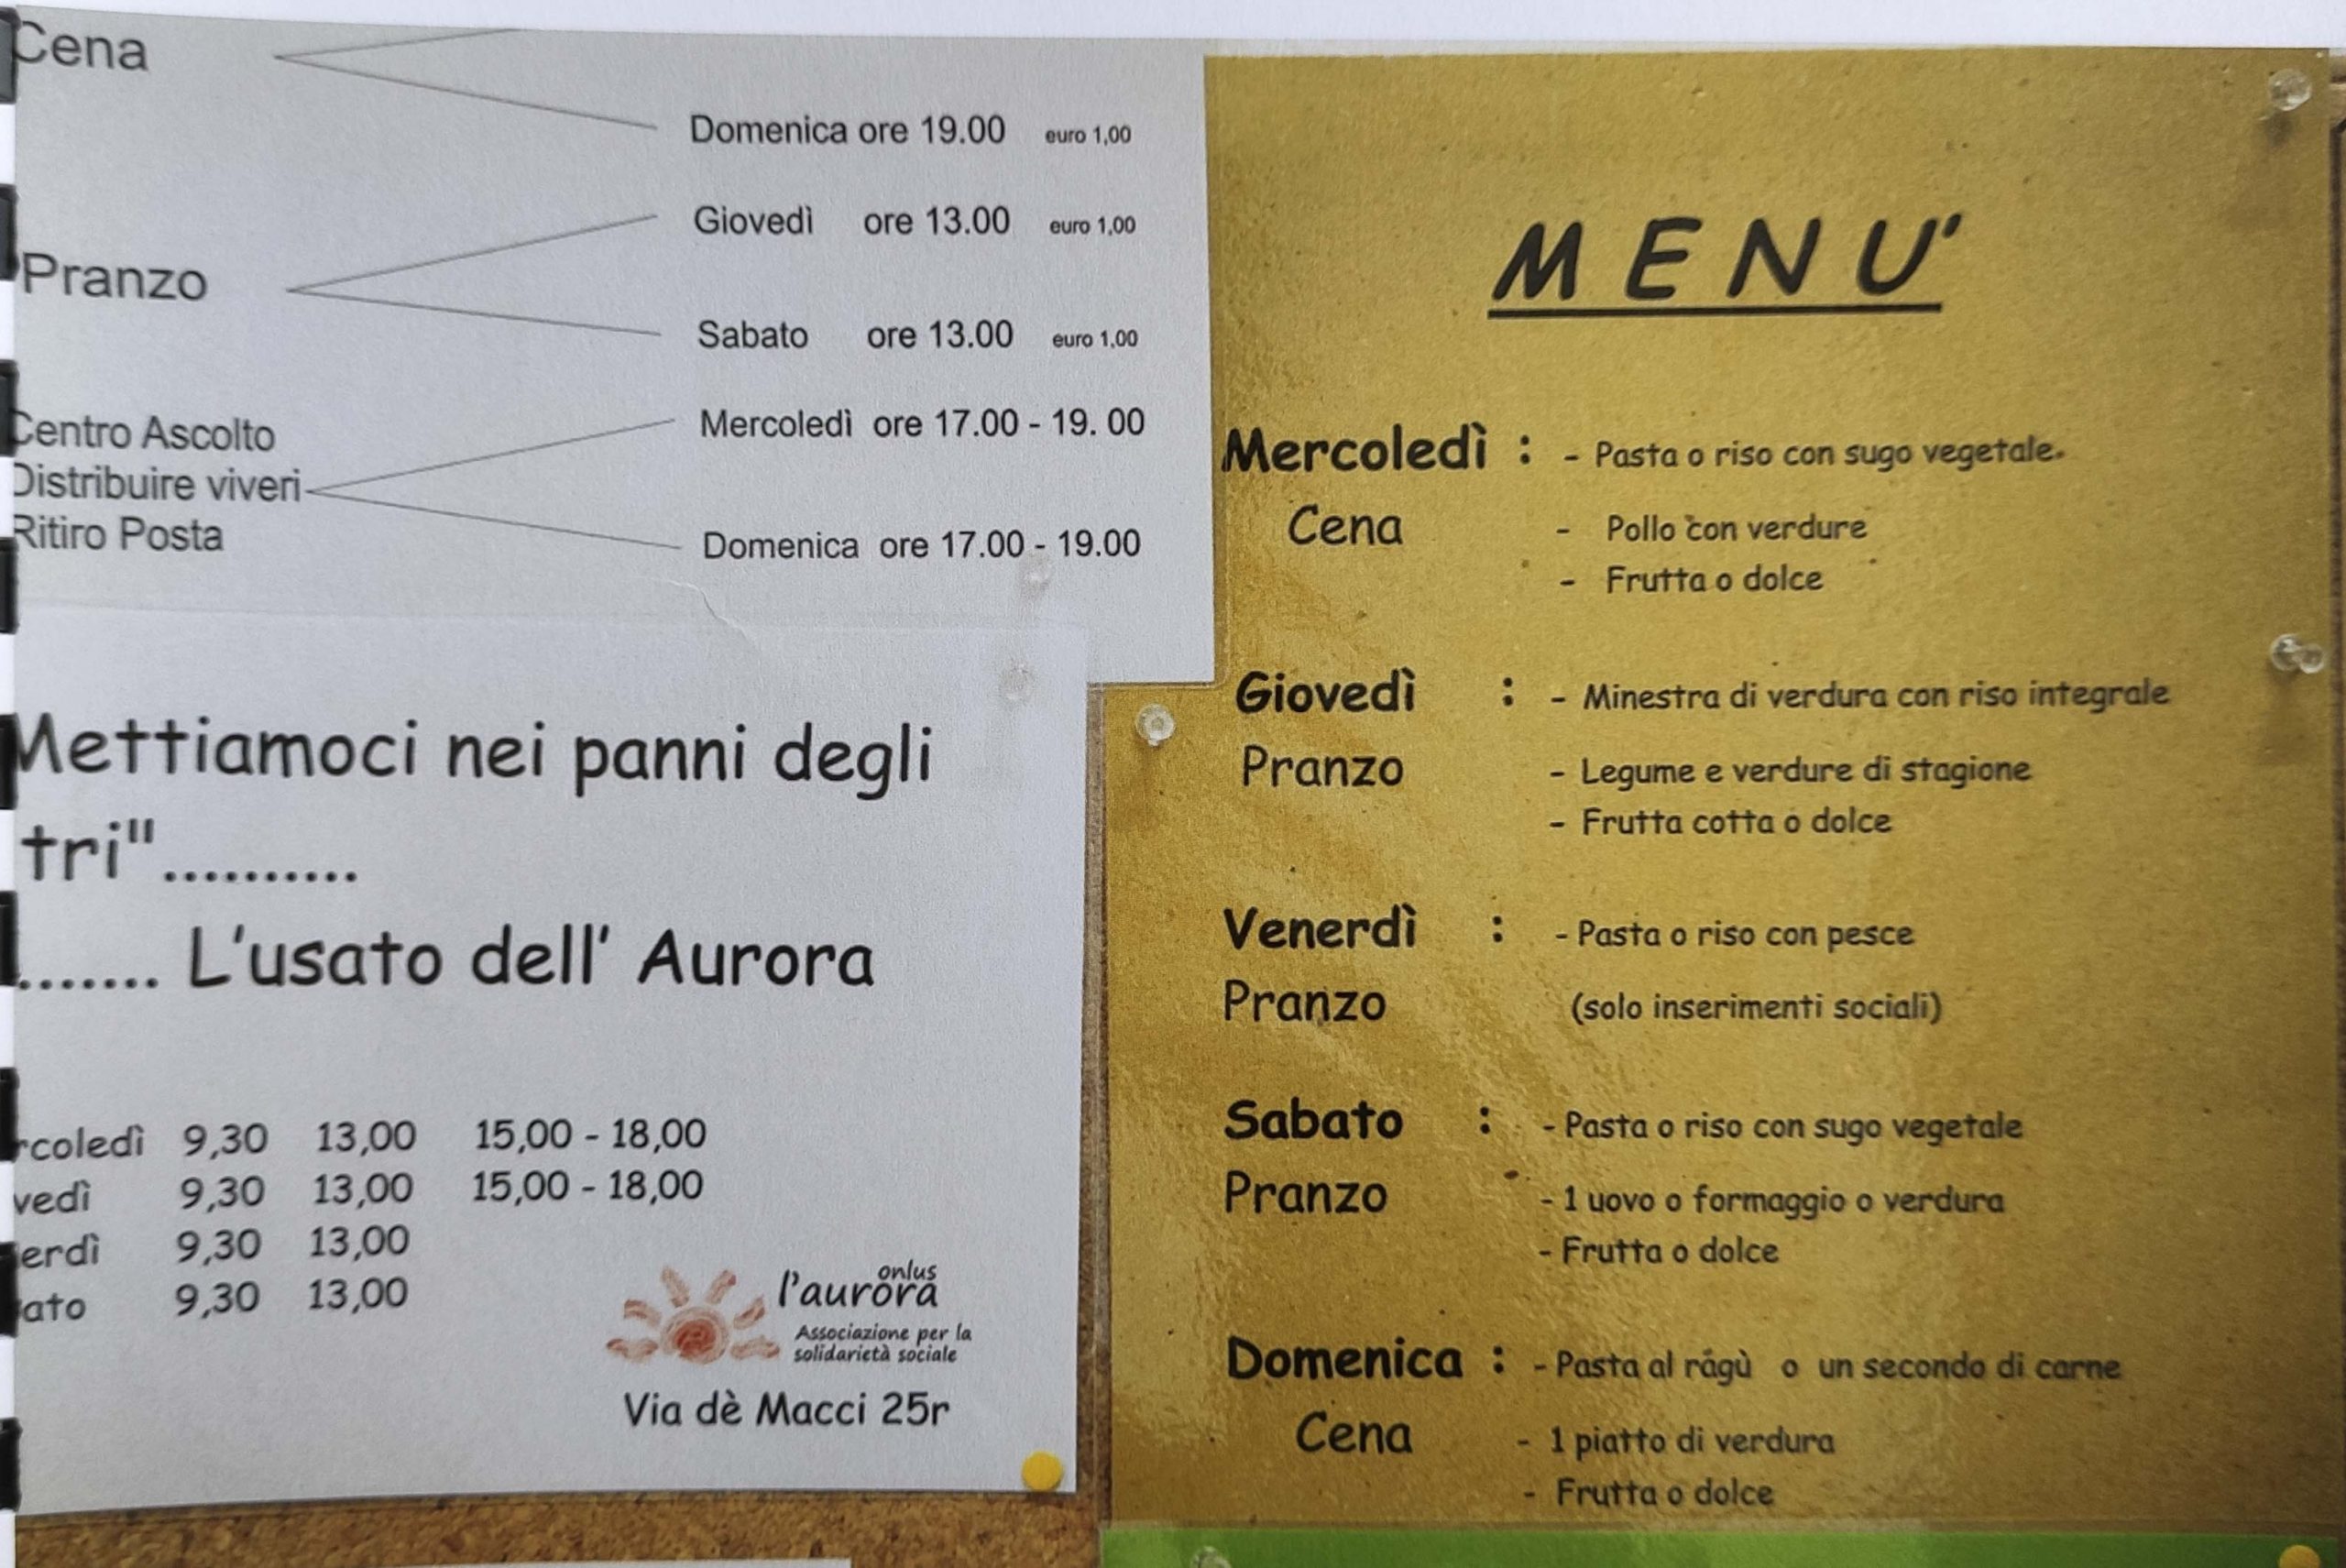 Cena
Domenica ore 19.00 euro 1,00
Giovedì ore 13.00 euro 1,00
Pranzo
Sabato ore 13.00 euro 1,00
Centro Ascolto
Distribuire viveri
Ritiro Posta
Mercoledì ore 17.00 - 19. 00
Domenica ore 17.00 - 19.00
Mettiamoci nei panni degli
tri"..........
....... L'usato dell' Aurora
rcoledì 9,30 13,00 15,00 - 18,00
vedì 9,30 13,00 15,00 - 18,00
erdì 9,30 13,00
ato 9,30 13,00
onlus
l'aurora
Associazione per la
solidarietà sociale
Via dè Macci 25r
MENU'
Mercoledì : - Pasta o riso con sugo vegetale.
Cena - Pollo con verdure
- Frutta o dolce
Giovedì : - Minestra di verdura con riso integrale
Pranzo - Legume e verdure di stagione
- Frutta cotta o dolce
Venerdì : - Pasta o riso con pesce
Pranzo (solo inserimenti sociali)
Sabato : - Pasta o riso con sugo vegetale
Pranzo - 1 uovo o formaggio o verdura
- Frutta o dolce
Domenica : - Pasta al ràgù o un secondo di carne
Cena - 1 piatto di verdura
- Frutta o dolce